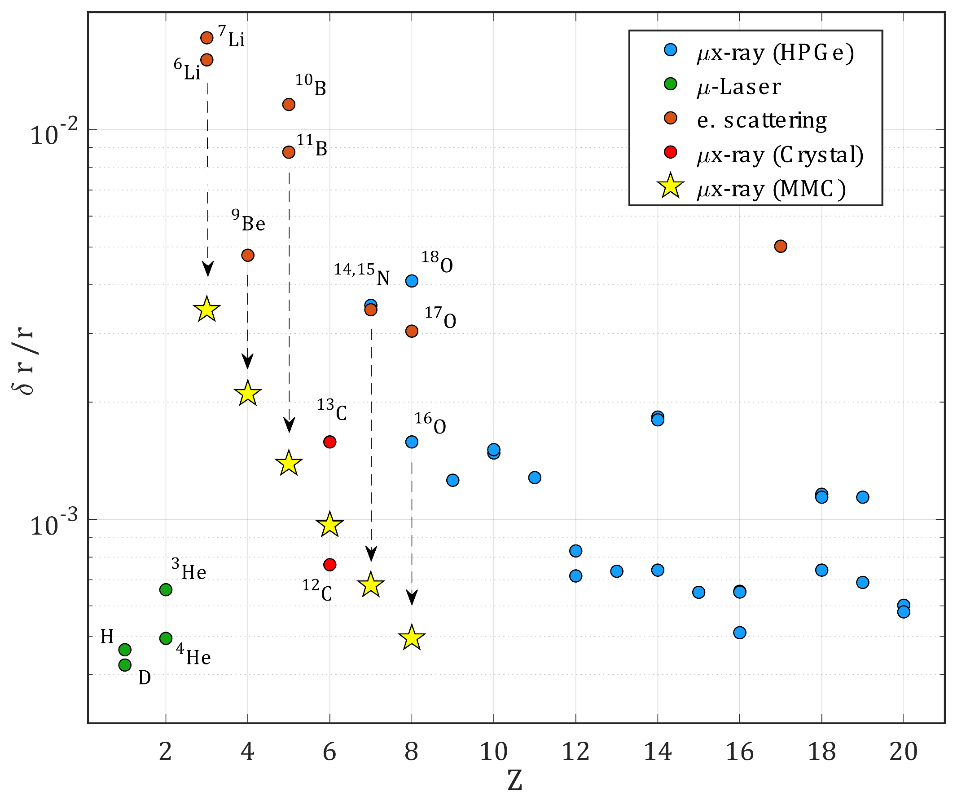 ⁷Li
⁶Li
¹⁰B
¹¹B
10⁻²
⁹Be
¹⁴,¹⁵N
¹⁸O
¹⁷O
¹³C
¹⁶O
10⁻³
³He
¹²C
H
⁴He
D
μx-ray (HPGe)
μ-Laser
e. scattering
μx-ray (Crystal)
μx-ray (MMC)
δ r / r
2 4 6 8 10 12 14 16 18 20
Z